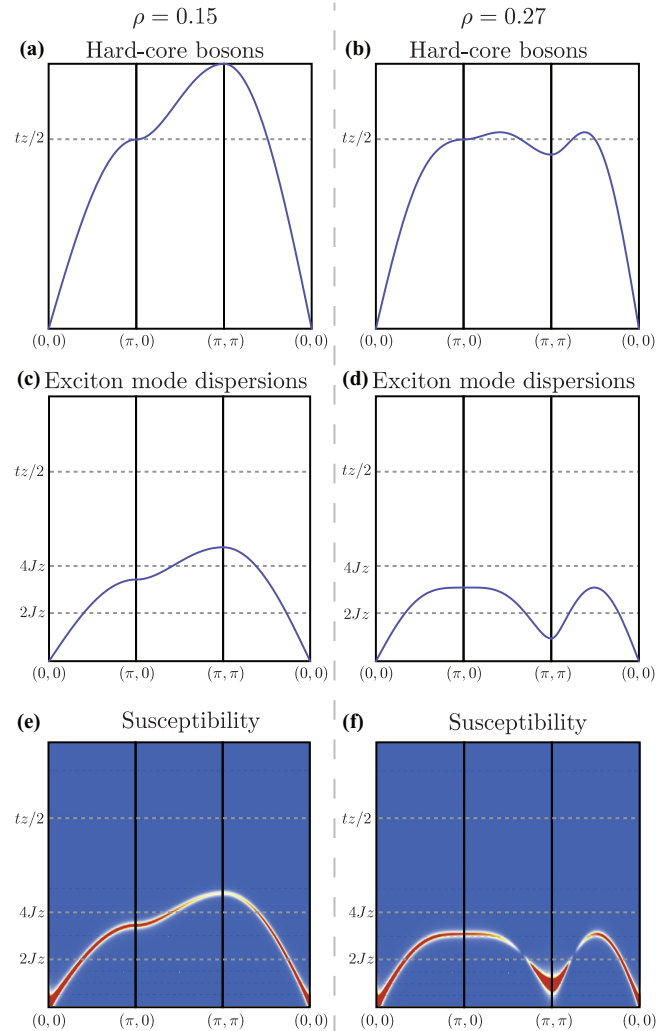 ρ = 0.15
ρ = 0.27
(a) Hard-core bosons
(b) Hard-core bosons
tz/2
tz/2
(0, 0) (π, 0) (π, π) (0, 0)
(0, 0) (π, 0) (π, π) (0, 0)
(c) Exciton mode dispersions
(d) Exciton mode dispersions
tz/2
4Jz
2Jz
tz/2
4Jz
2Jz
(0, 0) (π, 0) (π, π) (0, 0)
(0, 0) (π, 0) (π, π) (0, 0)
(e) Susceptibility
(f) Susceptibility
tz/2
4Jz
2Jz
tz/2
4Jz
2Jz
(0, 0) (π, 0) (π, π) (0, 0)
(0, 0) (π, 0) (π, π) (0, 0)